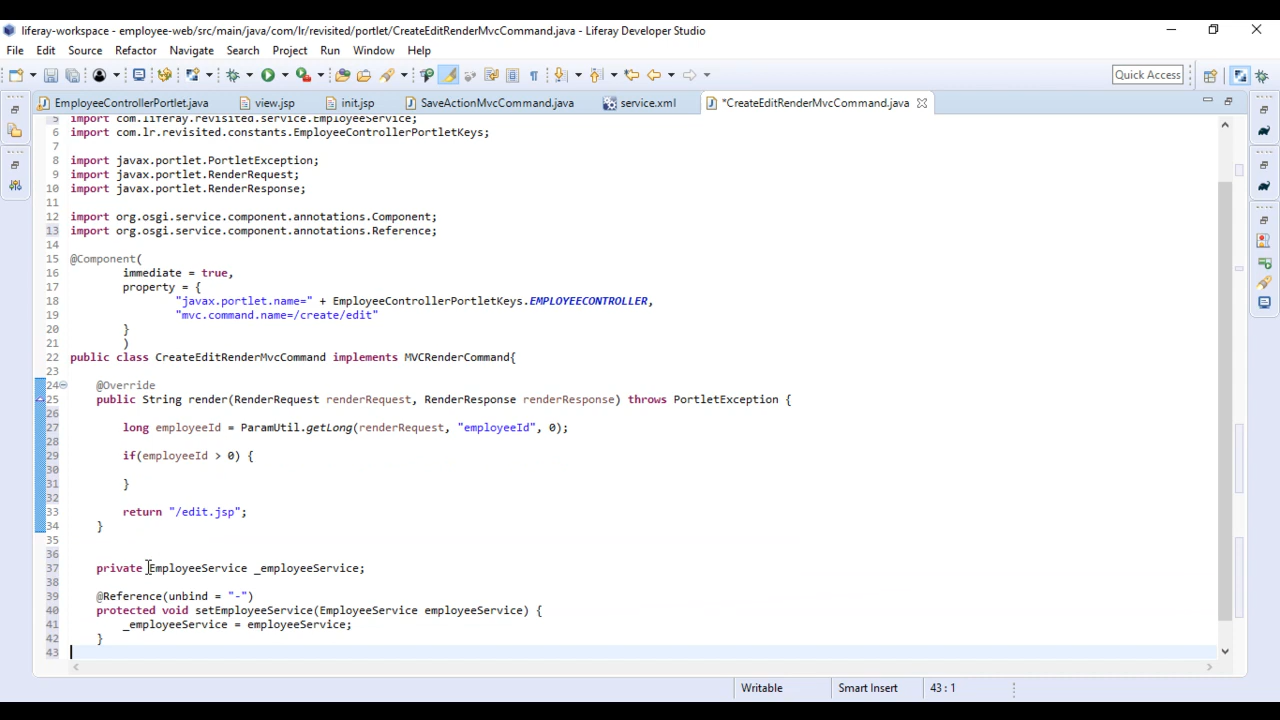 liferay-workspace - employee-web/src/main/java/com/lr/revisited/portlet/CreateEditRenderMvcCommand.java - Liferay Developer Studio
File Edit Source Refactor Navigate Search Project Run Window Help
Quick Access
EmployeeControllerPortlet.java view.jsp init.jsp SaveActionMvcCommand.java service.xml *CreateEditRenderMvcCommand.java
5 import com.liferay.revisited.service.EmployeeService;
6 import com.lr.revisited.constants.EmployeeControllerPortletKeys;
7
8 import javax.portlet.PortletException;
9 import javax.portlet.RenderRequest;
10 import javax.portlet.RenderResponse;
11
12 import org.osgi.service.component.annotations.Component;
13 import org.osgi.service.component.annotations.Reference;
14
15 @Component(
16 immediate = true,
17 property = {
18 "javax.portlet.name=" + EmployeeControllerPortletKeys.EMPLOYEECONTROLLER,
19 "mvc.command.name=/create/edit"
20 }
21 )
22 public class CreateEditRenderMvcCommand implements MVCRenderCommand{
23
24 @Override
25 public String render(RenderRequest renderRequest, RenderResponse renderResponse) throws PortletException {
26
27 long employeeId = ParamUtil.getLong(renderRequest, "employeeId", 0);
28
29 if(employeeId > 0) {
30
31 }
32
33 return "/edit.jsp";
34 }
35
36
37 private EmployeeService _employeeService;
38
39 @Reference(unbind = "-")
40 protected void setEmployeeService(EmployeeService employeeService) {
41 _employeeService = employeeService;
42 }
43
Writable Smart Insert 43 : 1